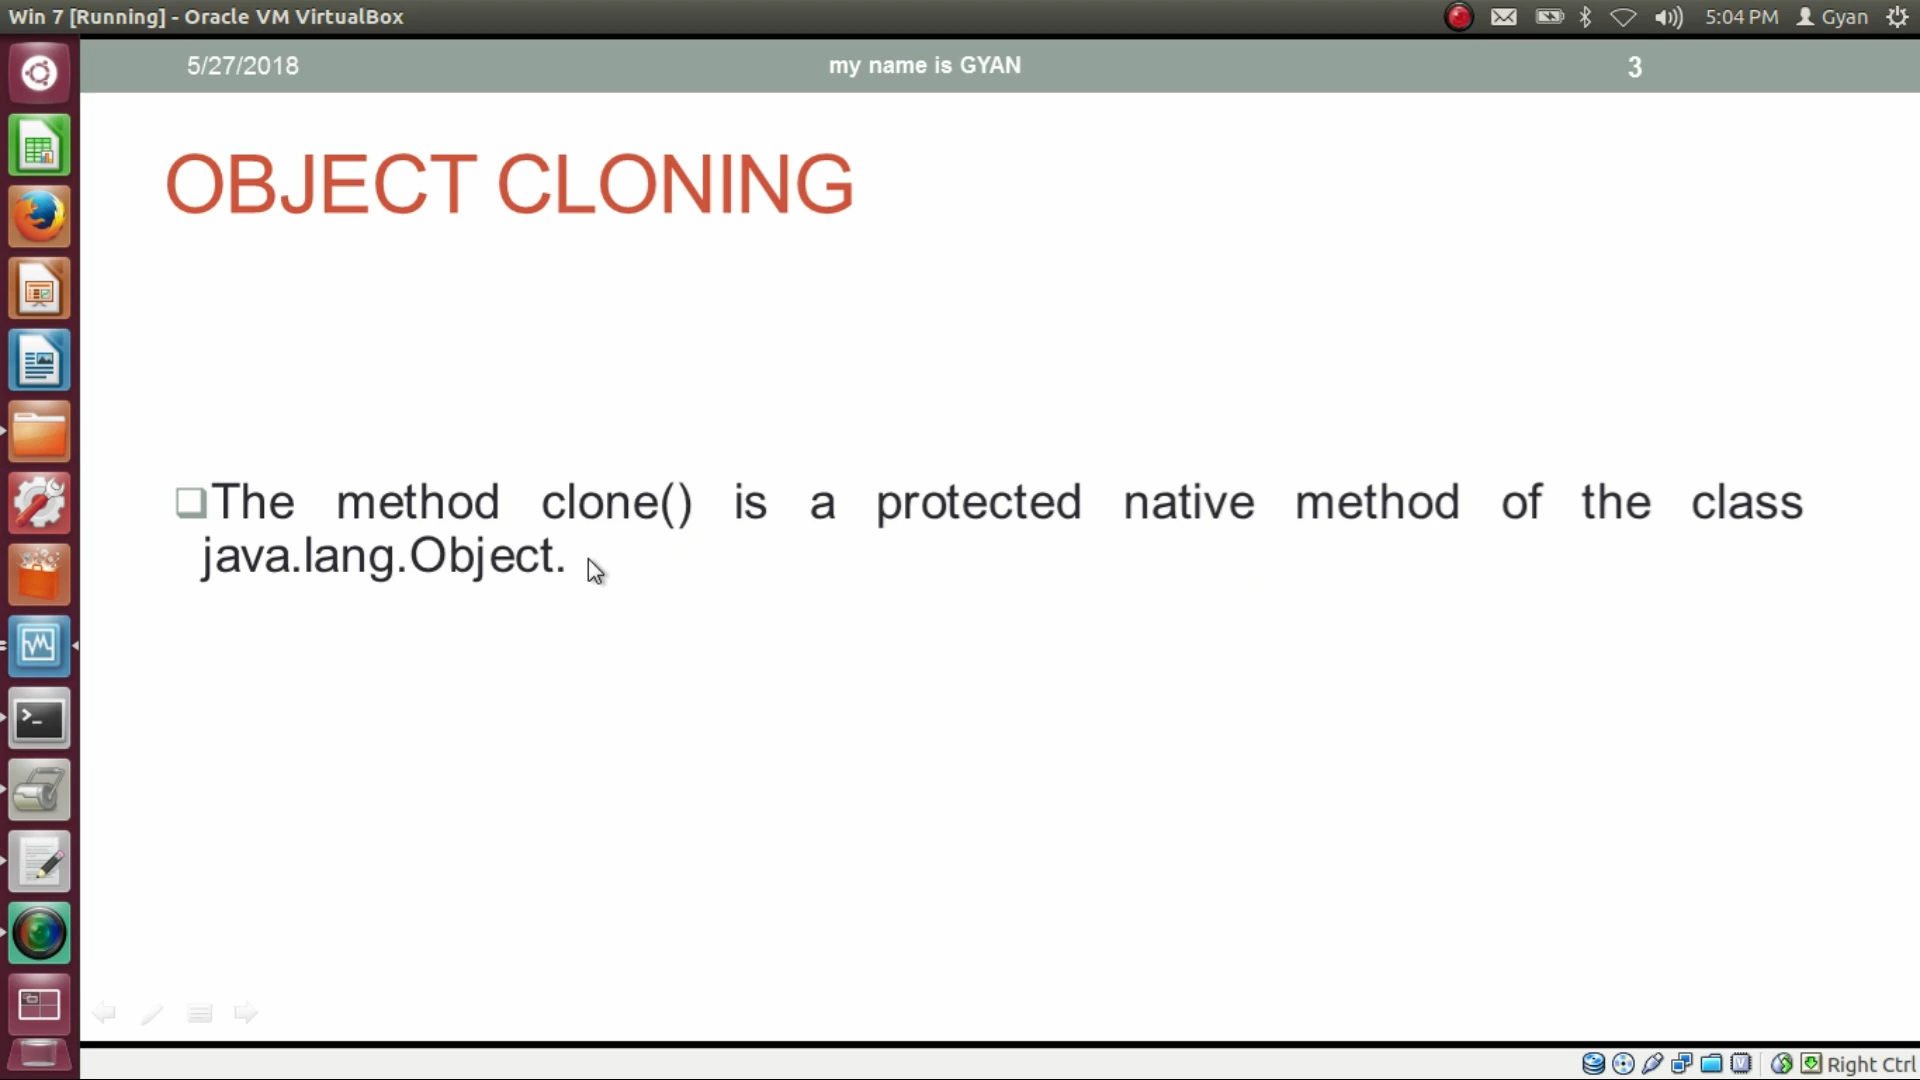 Win 7 [Running] - Oracle VM VirtualBox
5:04 PM
Gyan
5/27/2018
my name is GYAN
3
OBJECT CLONING
The method clone() is a protected native method of the class
java.lang.Object.
Right Ctrl